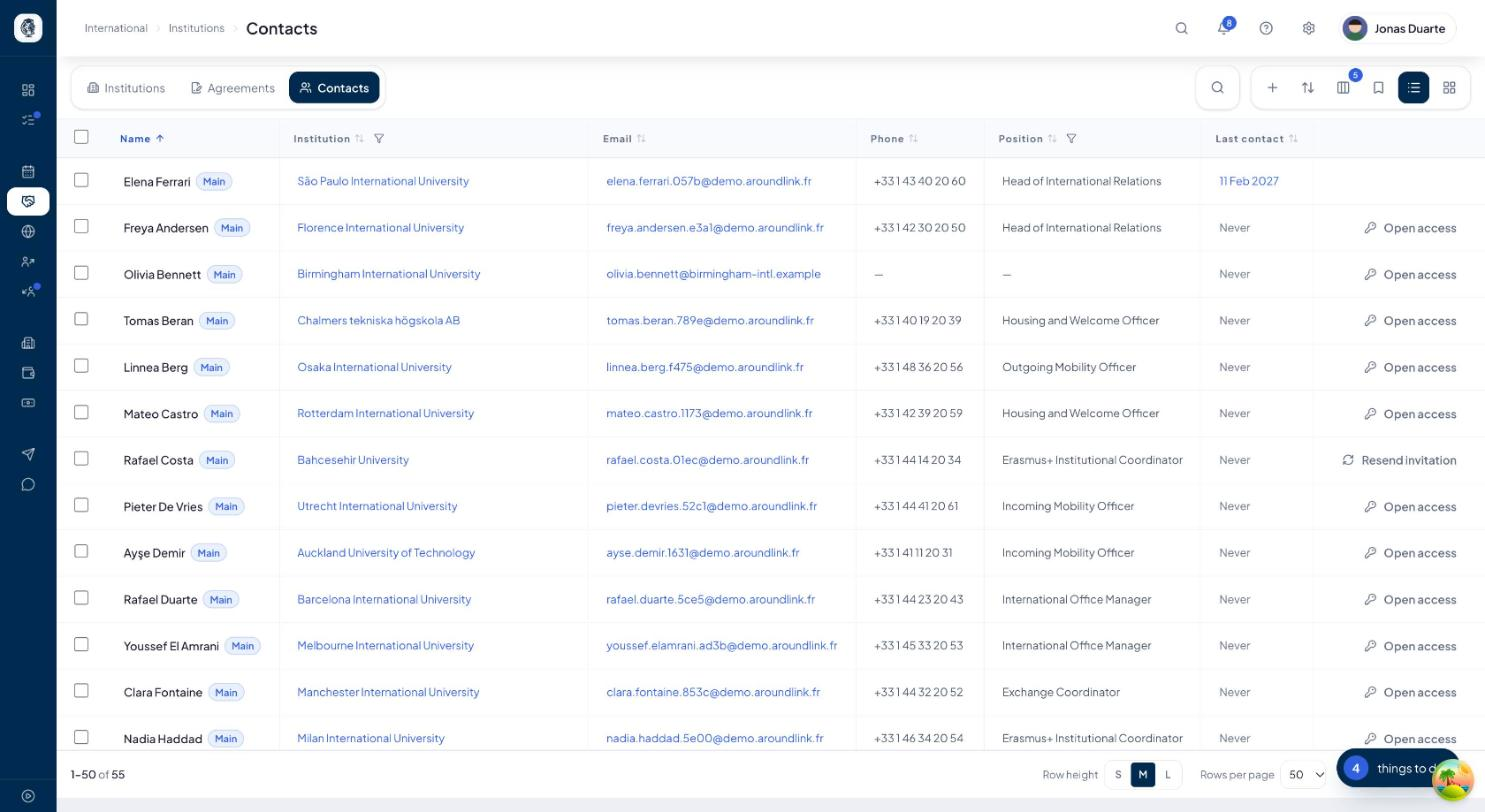 International Institutions Contacts
8
Jonas Duarte
Institutions Agreements Contacts
5
Name Institution Email Phone Position Last contact
Elena Ferrari Main São Paulo International University elena.ferrari.057b@demo.aroundlink.fr +33 1 43 40 20 60 Head of International Relations 11 Feb 2027
Freya Andersen Main Florence International University freya.andersen.e3a1@demo.aroundlink.fr +33 1 42 30 20 50 Head of International Relations Never Open access
Olivia Bennett Main Birmingham International University olivia.bennett@birmingham-intl.example — — Never Open access
Tomas Beran Main Chalmers tekniska högskola AB tomas.beran.789e@demo.aroundlink.fr +33 1 40 19 20 39 Housing and Welcome Officer Never Open access
Linnea Berg Main Osaka International University linnea.berg.f475@demo.aroundlink.fr +33 1 48 36 20 56 Outgoing Mobility Officer Never Open access
Mateo Castro Main Rotterdam International University mateo.castro.1173@demo.aroundlink.fr +33 1 42 39 20 59 Housing and Welcome Officer Never Open access
Rafael Costa Main Bahcesehir University rafael.costa.01ec@demo.aroundlink.fr +33 1 44 14 20 34 Erasmus+ Institutional Coordinator Never Resend invitation
Pieter De Vries Main Utrecht International University pieter.devries.52c1@demo.aroundlink.fr +33 1 44 41 20 61 Incoming Mobility Officer Never Open access
Ayşe Demir Main Auckland University of Technology ayse.demir.1631@demo.aroundlink.fr +33 1 41 11 20 31 Incoming Mobility Officer Never Open access
Rafael Duarte Main Barcelona International University rafael.duarte.5ce5@demo.aroundlink.fr +33 1 44 23 20 43 International Office Manager Never Open access
Youssef El Amrani Main Melbourne International University youssef.elamrani.ad3b@demo.aroundlink.fr +33 1 45 33 20 53 International Office Manager Never Open access
Clara Fontaine Main Manchester International University clara.fontaine.853c@demo.aroundlink.fr +33 1 44 32 20 52 Exchange Coordinator Never Open access
Nadia Haddad Main Milan International University nadia.haddad.5e00@demo.aroundlink.fr +33 1 46 34 20 54 Erasmus+ Institutional Coordinator Never Open access
1–50 of 55 Row height S M L Rows per page 50 4 things to